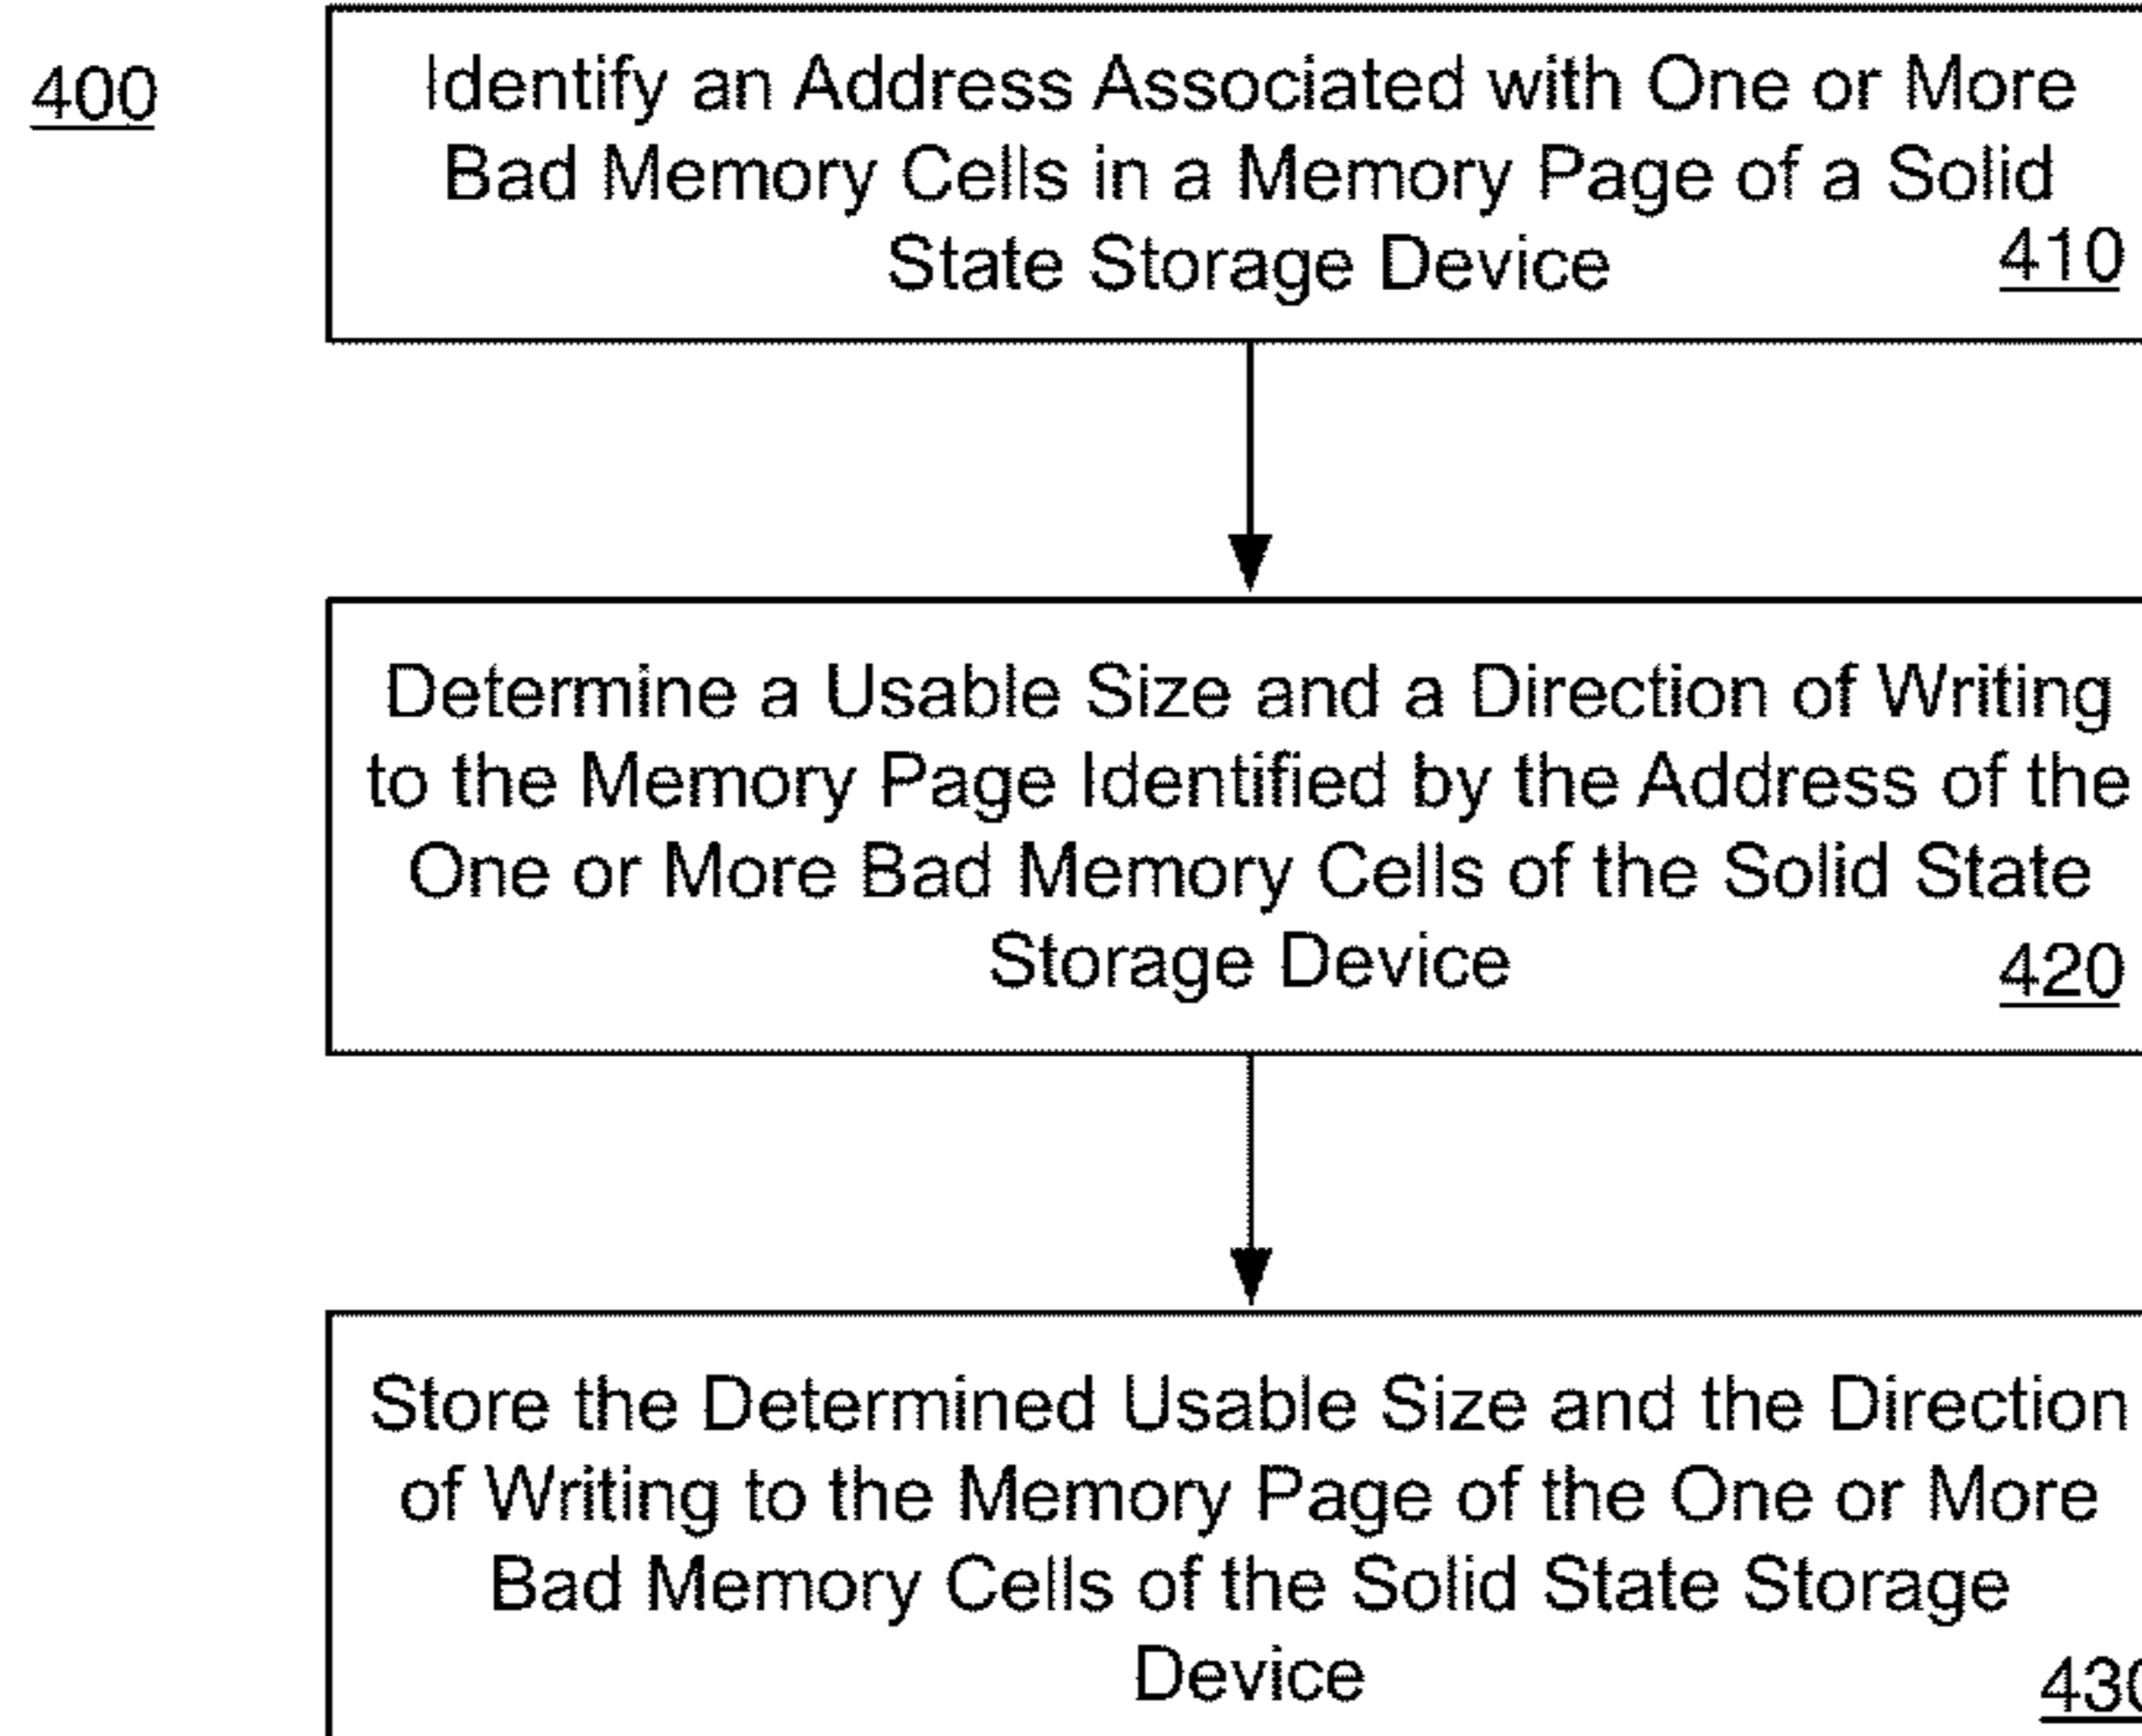 400
Identify an Address Associated with One or More
Bad Memory Cells in a Memory Page of a Solid
State Storage Device
410
Determine a Usable Size and a Direction of Writing
to the Memory Page Identified by the Address of the
One or More Bad Memory Cells of the Solid State
Storage Device
420
Store the Determined Usable Size and the Direction
of Writing to the Memory Page of the One or More
Bad Memory Cells of the Solid State Storage
Device
430